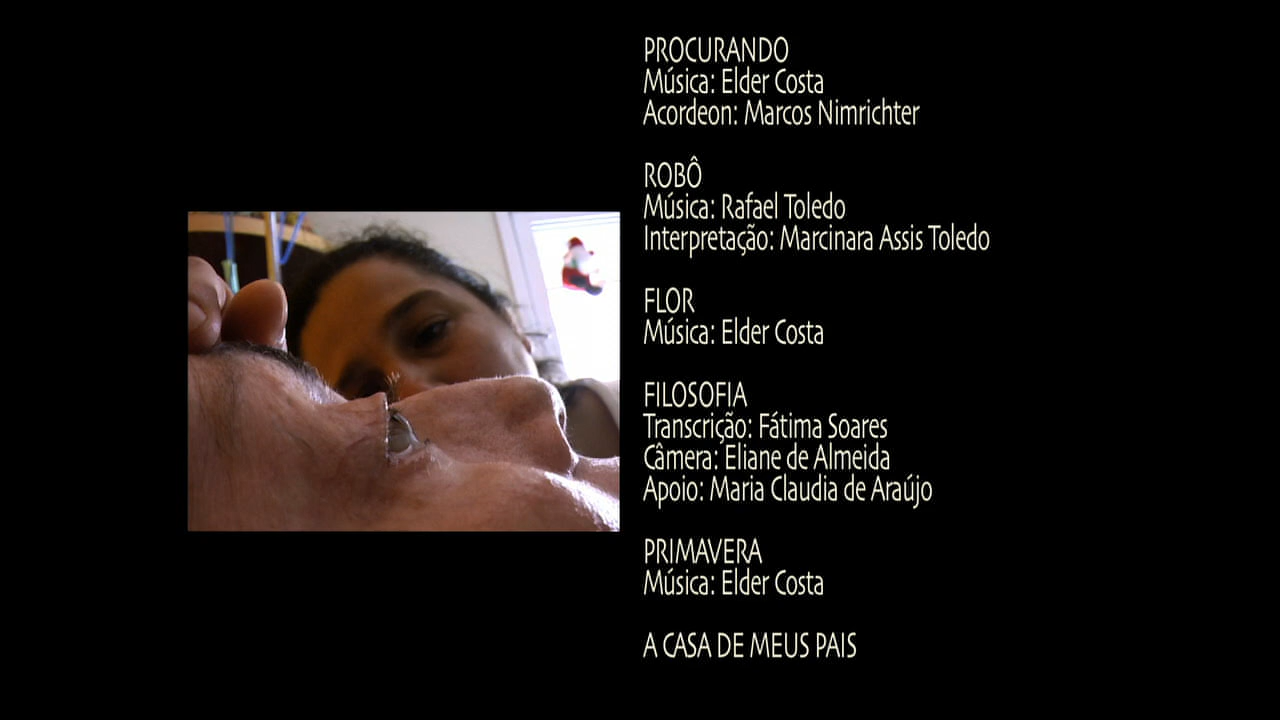 PROCURANDO
Música: Elder Costa
Acordeon: Marcos Nimrichter
ROBÔ
Música: Rafael Toledo
Interpretação: Marcinara Assis Toledo
FLOR
Música: Elder Costa
FILOSOFIA
Transcrição: Fátima Soares
Câmera: Eliane de Almeida
Apoio: Maria Claudia de Araújo
PRIMAVERA
Música: Elder Costa
A CASA DE MEUS PAIS